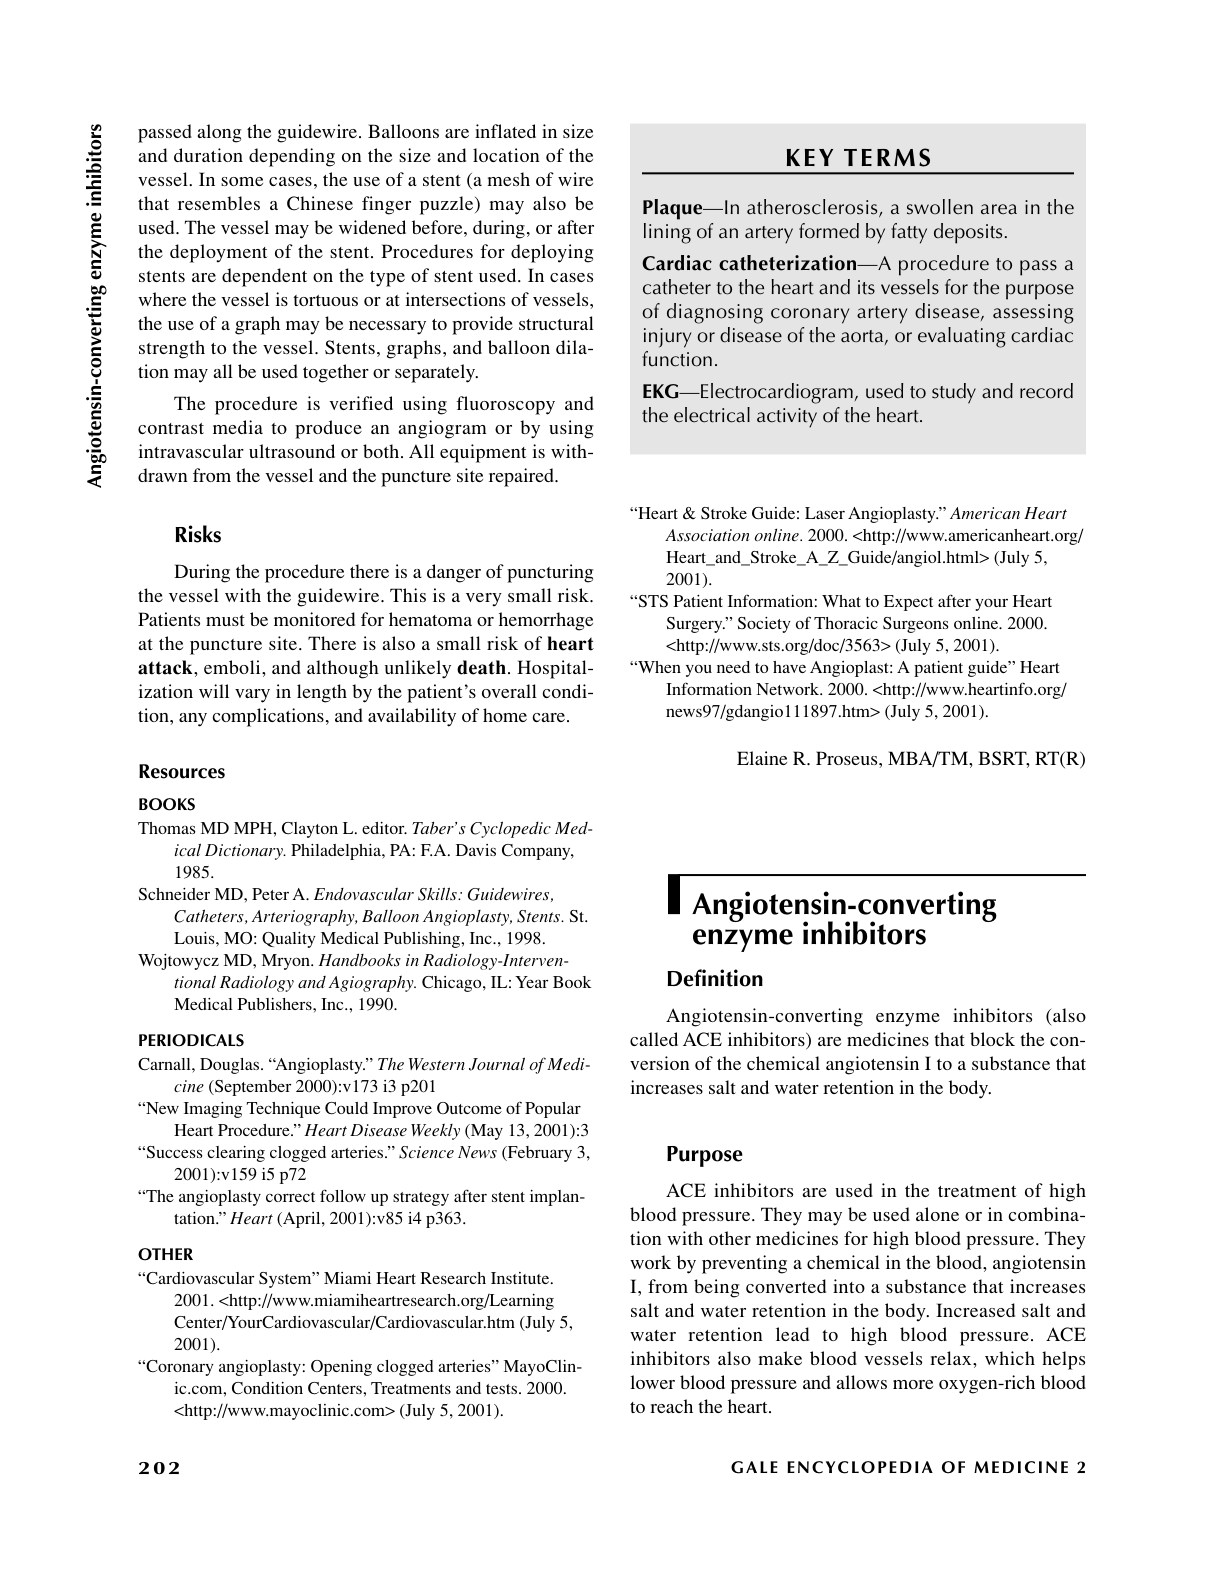 Angiotensin-converting enzyme inhibitors
passed along the guidewire. Balloons are inflated in size
and duration depending on the size and location of the
vessel. In some cases, the use of a stent (a mesh of wire
that resembles a Chinese finger puzzle) may also be
used. The vessel may be widened before, during, or after
the deployment of the stent. Procedures for deploying
stents are dependent on the type of stent used. In cases
where the vessel is tortuous or at intersections of vessels,
the use of a graph may be necessary to provide structural
strength to the vessel. Stents, graphs, and balloon dila-
tion may all be used together or separately.
The procedure is verified using fluoroscopy and
contrast media to produce an angiogram or by using
intravascular ultrasound or both. All equipment is with-
drawn from the vessel and the puncture site repaired.
Risks
During the procedure there is a danger of puncturing
the vessel with the guidewire. This is a very small risk.
Patients must be monitored for hematoma or hemorrhage
at the puncture site. There is also a small risk of heart
attack, emboli, and although unlikely death. Hospital-
ization will vary in length by the patient's overall condi-
tion, any complications, and availability of home care.
Resources
BOOKS
Thomas MD MPH, Clayton L. editor. Taber's Cyclopedic Med-
ical Dictionary. Philadelphia, PA: F.A. Davis Company,
1985.
Schneider MD, Peter A. Endovascular Skills: Guidewires,
Catheters, Arteriography, Balloon Angioplasty, Stents. St.
Louis, MO: Quality Medical Publishing, Inc., 1998.
Wojtowycz MD, Mryon. Handbooks in Radiology-Interven-
tional Radiology and Agiography. Chicago, IL: Year Book
Medical Publishers, Inc., 1990.
PERIODICALS
Carnall, Douglas. “Angioplasty.” The Western Journal of Medi-
cine (September 2000):v173 i3 p201
“New Imaging Technique Could Improve Outcome of Popular
Heart Procedure.” Heart Disease Weekly (May 13, 2001):3
“Success clearing clogged arteries.” Science News (February 3,
2001):v159 i5 p72
“The angioplasty correct follow up strategy after stent implan-
tation.” Heart (April, 2001):v85 i4 p363.
OTHER
“Cardiovascular System” Miami Heart Research Institute.
2001. <http://www.miamiheartresearch.org/Learning
Center/YourCardiovascular/Cardiovascular.htm (July 5,
2001).
“Coronary angioplasty: Opening clogged arteries” MayoClin-
ic.com, Condition Centers, Treatments and tests. 2000.
<http://www.mayoclinic.com> (July 5, 2001).
KEY TERMS
Plaque—In atherosclerosis, a swollen area in the
lining of an artery formed by fatty deposits.
Cardiac catheterization—A procedure to pass a
catheter to the heart and its vessels for the purpose
of diagnosing coronary artery disease, assessing
injury or disease of the aorta, or evaluating cardiac
function.
EKG—Electrocardiogram, used to study and record
the electrical activity of the heart.
“Heart & Stroke Guide: Laser Angioplasty.” American Heart
Association online. 2000. <http://www.americanheart.org/
Heart_and_Stroke_A_Z_Guide/angiol.html> (July 5,
2001).
“STS Patient Information: What to Expect after your Heart
Surgery.” Society of Thoracic Surgeons online. 2000.
<http://www.sts.org/doc/3563> (July 5, 2001).
“When you need to have Angioplast: A patient guide” Heart
Information Network. 2000. <http://www.heartinfo.org/
news97/gdangio111897.htm> (July 5, 2001).
Elaine R. Proseus, MBA/TM, BSRT, RT(R)
Angiotensin-converting
enzyme inhibitors
Definition
Angiotensin-converting enzyme inhibitors (also
called ACE inhibitors) are medicines that block the con-
version of the chemical angiotensin I to a substance that
increases salt and water retention in the body.
Purpose
ACE inhibitors are used in the treatment of high
blood pressure. They may be used alone or in combina-
tion with other medicines for high blood pressure. They
work by preventing a chemical in the blood, angiotensin
I, from being converted into a substance that increases
salt and water retention in the body. Increased salt and
water retention lead to high blood pressure. ACE
inhibitors also make blood vessels relax, which helps
lower blood pressure and allows more oxygen-rich blood
to reach the heart.
202
GALE ENCYCLOPEDIA OF MEDICINE 2